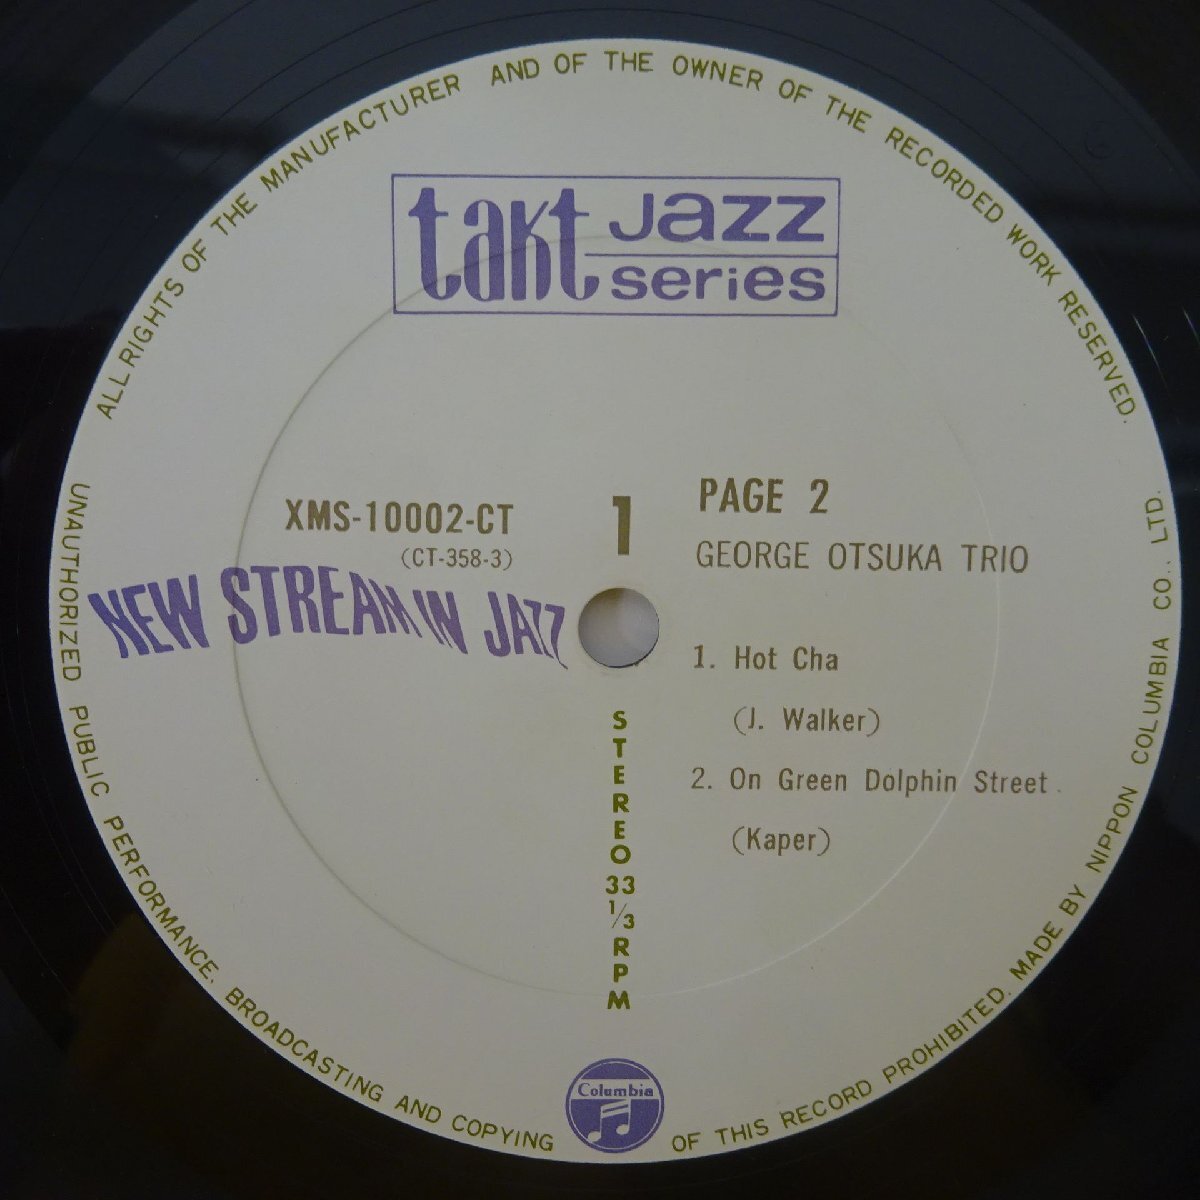 ALL RIGHTS OF THE MANUFACTURER AND OF THE OWNER OF THE RECORDED WORK RESERVED.
takt jazz series
XMS-10002-CT
(CT-358-3)
NEW STREAM IN JAZZ
1
PAGE 2
GEORGE OTSUKA TRIO
1. Hot Cha
(J. Walker)
2. On Green Dolphin Street
(Kaper)
STEREO 33 1/3 RPM
Columbia
UNAUTHORIZED PUBLIC PERFORMANCE, BROADCASTING AND COPYING OF THIS RECORD PROHIBITED. MADE BY NIPPON COLUMBIA CO., LTD.